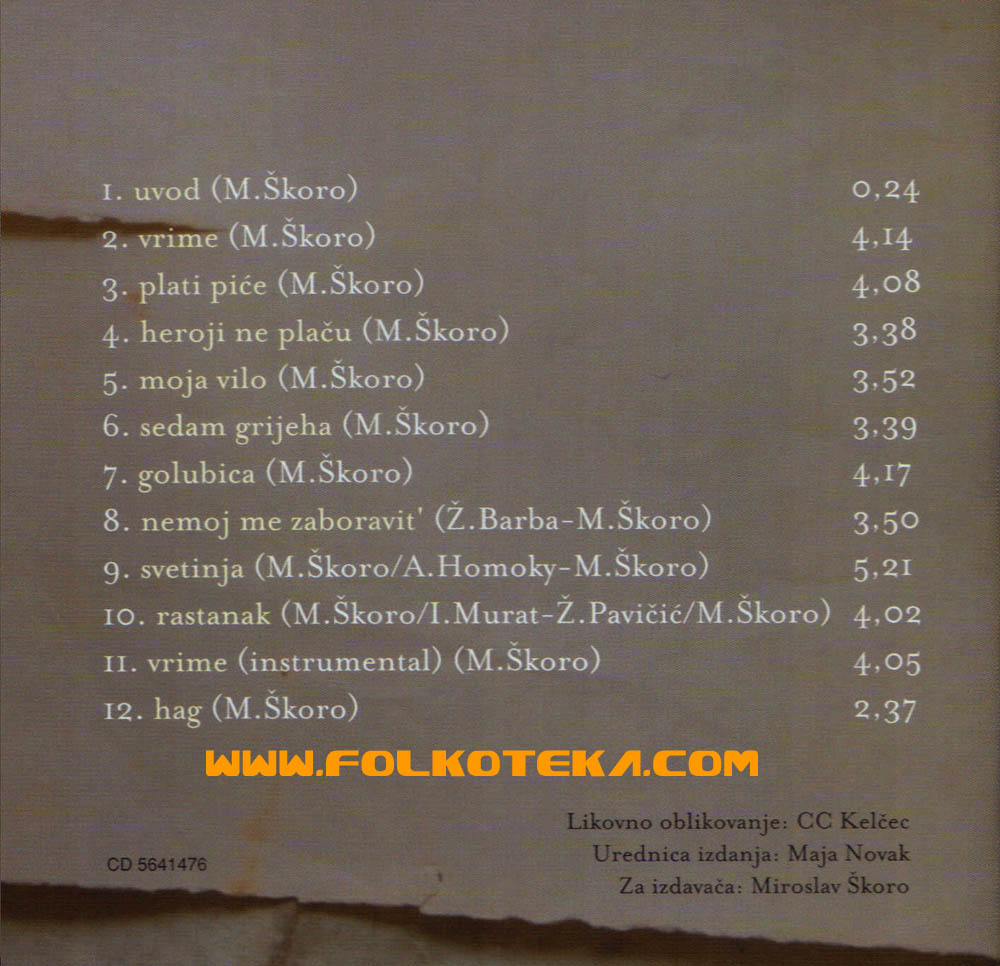 1. uvod (M.Škoro) 0,24
2. vrime (M.Škoro) 4,14
3. plati piće (M.Škoro) 4,08
4. heroji ne plaču (M.Škoro) 3,38
5. moja vilo (M.Škoro) 3,52
6. sedam grijeha (M.Škoro) 3,39
7. golubica (M.Škoro) 4,17
8. nemoj me zaboravit' (Ž.Barba-M.Škoro) 3,50
9. svetinja (M.Škoro/A.Homoky-M.Škoro) 5,21
10. rastanak (M.Škoro/I.Murat-Ž.Pavičić/M.Škoro) 4,02
11. vrime (instrumental) (M.Škoro) 4,05
12. hag (M.Škoro) 2,37
WWW.FOLKOTEKA.COM
Likovno oblikovanje: CC Kelčec
Urednica izdanja: Maja Novak
Za izdavača: Miroslav Škoro
CD 5641476